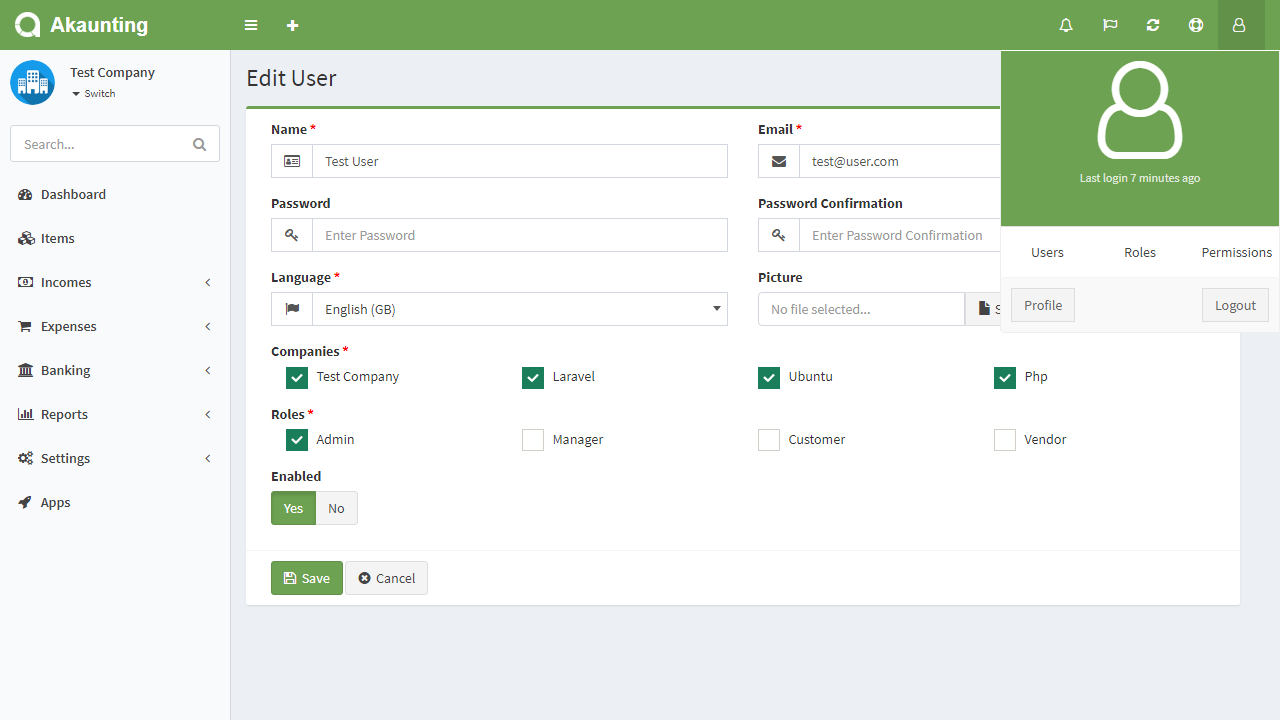 Akaunting
Test Company
Switch
Search...
Dashboard
Items
Incomes
Expenses
Banking
Reports
Settings
Apps
Edit User
Name *
Email *
Test User
test@user.com
Password
Password Confirmation
Enter Password
Enter Password Confirmation
Language *
Picture
English (GB)
No file selected...
S
Companies *
Test Company
Laravel
Ubuntu
Php
Roles *
Admin
Manager
Customer
Vendor
Enabled
Yes
No
Save
Cancel
Last login 7 minutes ago
Users
Roles
Permissions
Profile
Logout